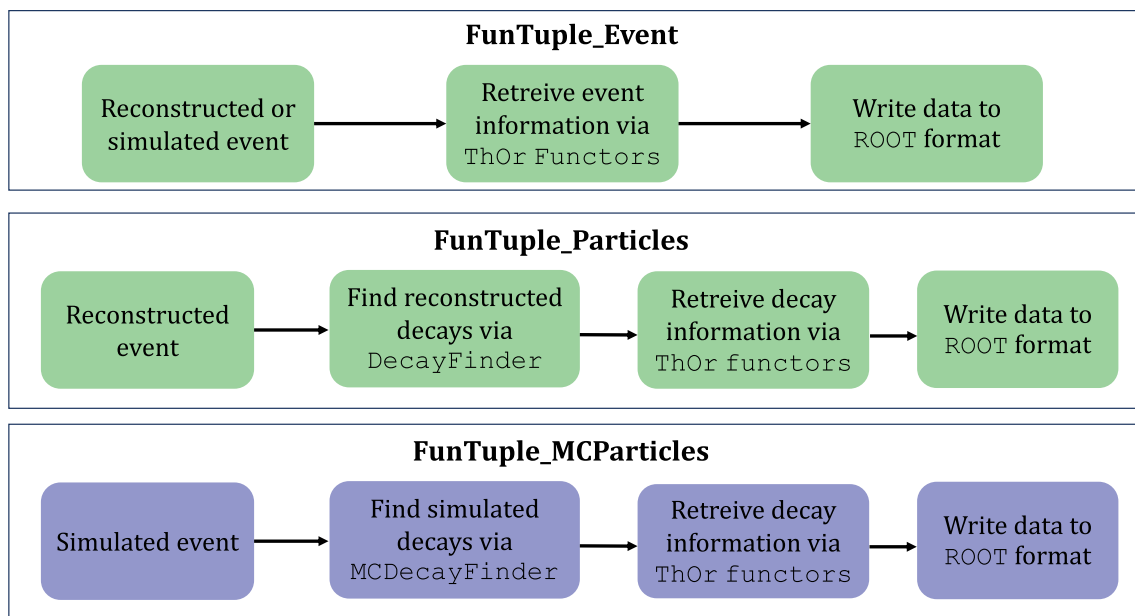 FunTuple_Event
Reconstructed or
simulated event
Retreive event
information via
ThOr Functors
Write data to
ROOT format
FunTuple_Particles
Reconstructed
event
Find reconstructed
decays via
DecayFinder
Retreive decay
information via
ThOr functors
Write data to
ROOT format
FunTuple_MCParticles
Simulated event
Find simulated
decays via
MCDecayFinder
Retreive decay
information via
ThOr functors
Write data to
ROOT format